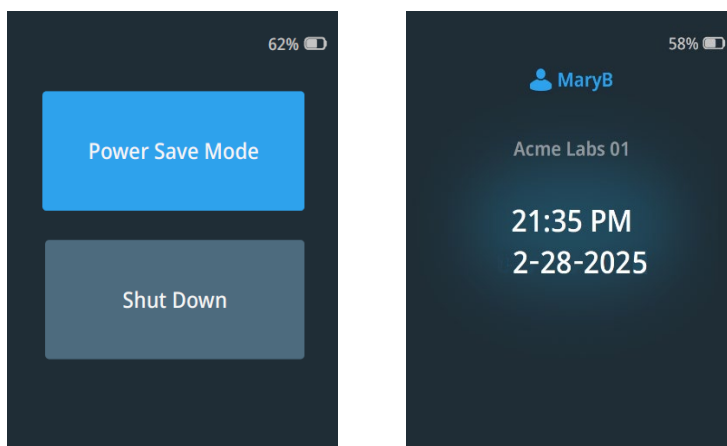 62%
Power Save Mode
Shut Down
58%
MaryB
Acme Labs 01
21:35 PM
2-28-2025